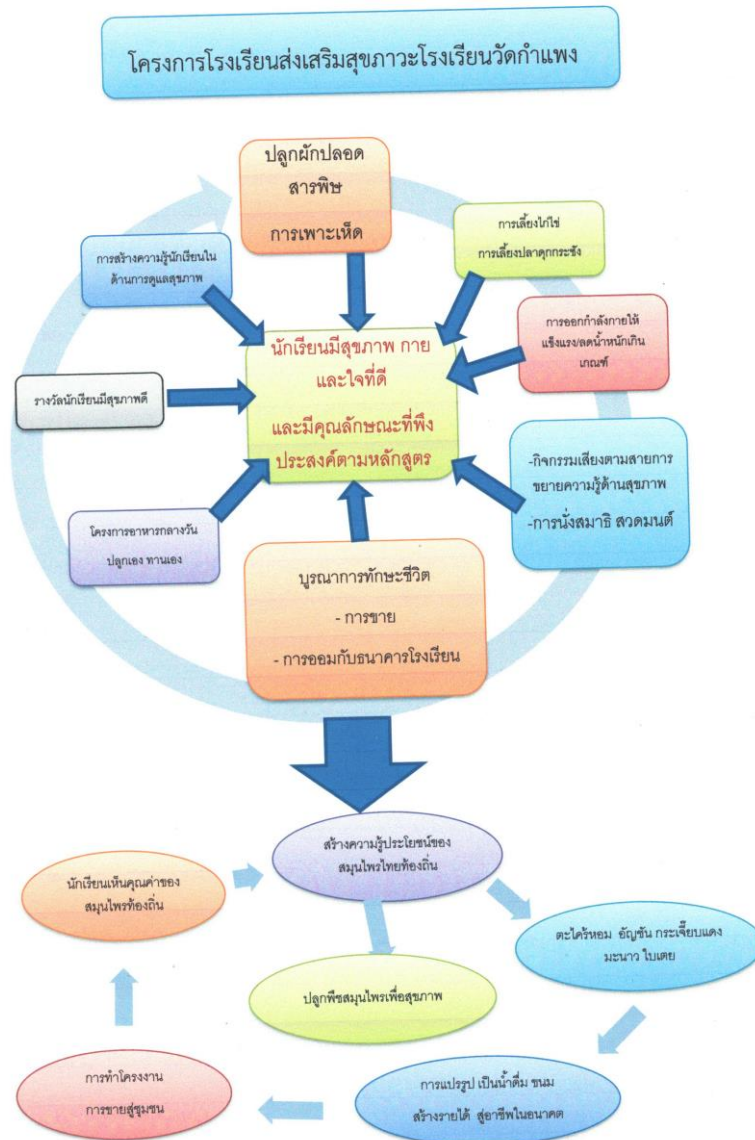 โครงการโรงเรียนส่งเสริมสุขภาวะโรงเรียนวัดกำแพง
ปลูกผักปลอด
สารพิษ
การเพาะเห็ด
การเลี้ยงไก่ไข่
การเลี้ยงปลาดุกกระชัง
การสร้างความรู้นักเรียนใน
ด้านการดูแลสุขภาพ
การออกกำลังกายให้
แข็งแรง/ลดน้ำหนักเกิน
เกณฑ์
นักเรียนมีสุขภาพ กาย
และใจที่ดี
และมีคุณลักษณะที่พึง
ประสงค์ตามหลักสูตร
รางวัลนักเรียนมีสุขภาพดี
-กิจกรรมเสียงตามสายการ
ขยายความรู้ด้านสุขภาพ
-การนั่งสมาธิ สวดมนต์
โครงการอาหารกลางวัน
ปลูกเอง ทานเอง
บูรณาการทักษะชีวิต
- การขาย
- การออมกับธนาคารโรงเรียน
สร้างความรู้ประโยชน์ของ
สมุนไพรไทยท้องถิ่น
นักเรียนเห็นคุณค่าของ
สมุนไพรท้องถิ่น
ตะไคร้หอม อัญชัน กระเจี๊ยบแดง
มะนาว ใบเตย
ปลูกพืชสมุนไพรเพื่อสุขภาพ
การทำโครงงาน
การขายสู่ชุมชน
การแปรรูป เป็นน้ำดื่ม ขนม
สร้างรายได้ สู่อาชีพในอนาคต